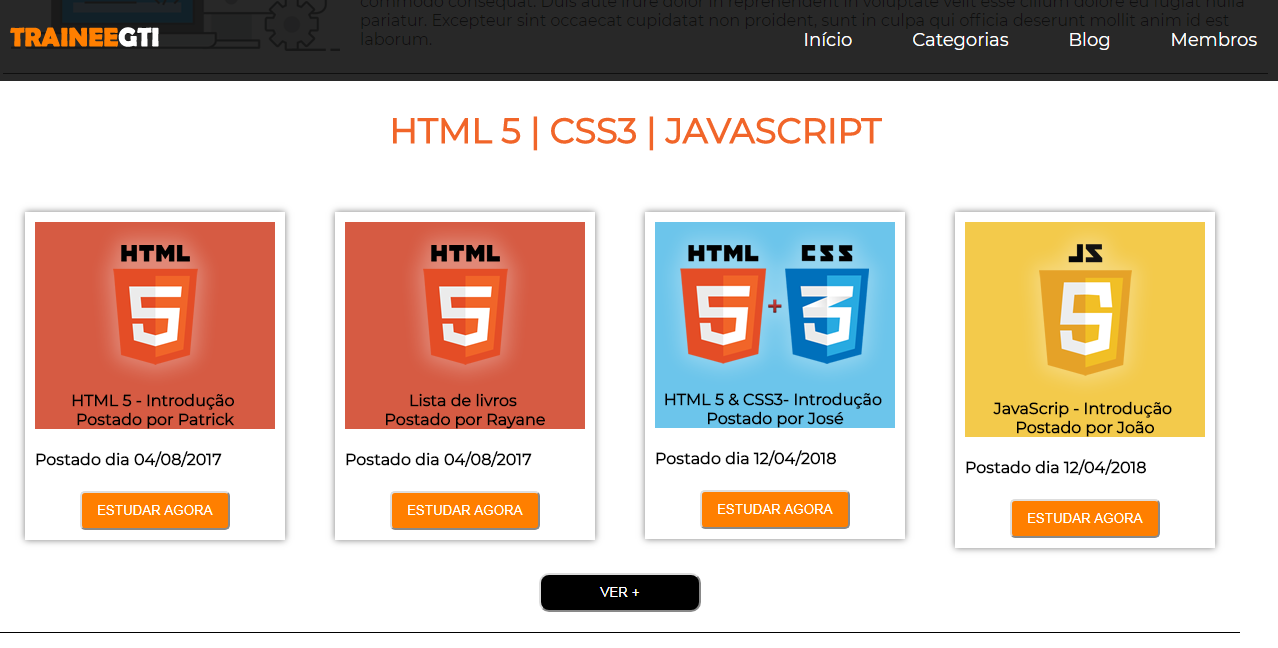 commodo consequat. Duis aute irure dolor in reprehenderit in voluptate velit esse cillum dolore eu fugiat nulla
pariatur. Excepteur sint occaecat cupidatat non proident, sunt in culpa qui officia deserunt mollit anim id est
laborum.
TRAINEEGTI
Início Categorias Blog Membros
HTML 5 | CSS3 | JAVASCRIPT
HTML
5
HTML 5 - Introdução
Postado por Patrick
Postado dia 04/08/2017
ESTUDAR AGORA
HTML
5
Lista de livros
Postado por Rayane
Postado dia 04/08/2017
ESTUDAR AGORA
HTML CSS
5 + 3
HTML 5 & CSS3- Introdução
Postado por José
Postado dia 12/04/2018
ESTUDAR AGORA
JS
5
JavaScrip - Introdução
Postado por João
Postado dia 12/04/2018
ESTUDAR AGORA
VER +